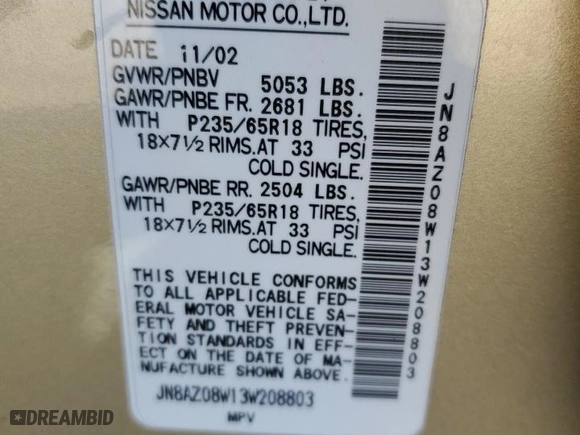 NISSAN MOTOR CO.,LTD.
DATE 11/02
GVWR/PNBV 5053 LBS.
GAWR/PNBE FR. 2681 LBS.
WITH P235/65R18 TIRES,
18×7½ RIMS.AT 33 PSI
COLD SINGLE.
GAWR/PNBE RR. 2504 LBS.
WITH P235/65R18 TIRES,
18×7½ RIMS.AT 33 PSI
COLD SINGLE.
THIS VEHICLE CONFORMS
TO ALL APPLICABLE FED-
ERAL MOTOR VEHICLE SA-
FETY AND THEFT PREVEN-
TION STANDARDS IN EFF-
ECT ON THE DATE OF MA-
NUFACTURE SHOWN ABOVE.
JN8AZ08W13W208803
MPV
JN8AZ08W13W208803
DREAMBID